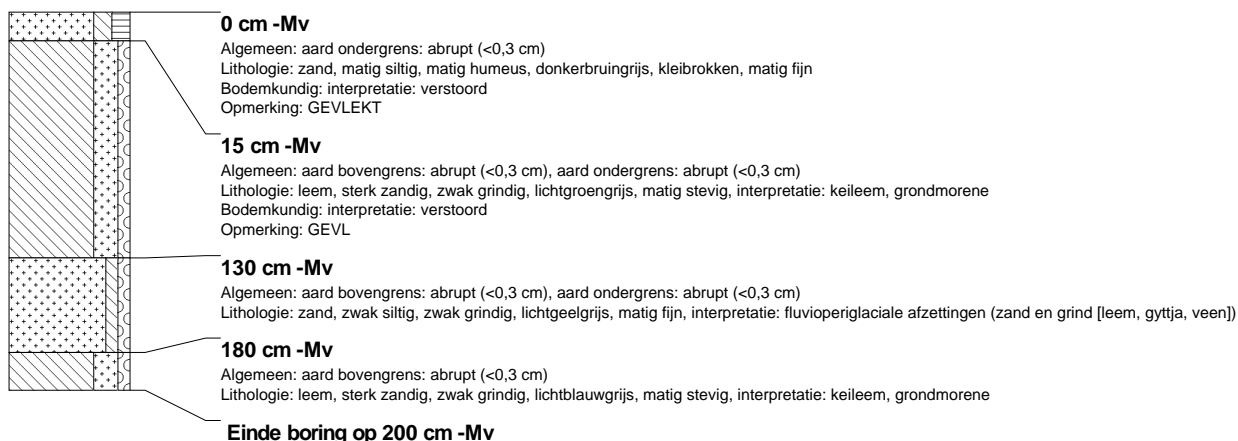 0 cm -Mv
Algemeen: aard ondergrens: abrupt (<0,3 cm)
Lithologie: zand, matig siltig, matig humeus, donkerbruingrijs, kleibrokken, matig fijn
Bodemkundig: interpretatie: verstoord
Opmerking: GEVLEKT
15 cm -Mv
Algemeen: aard bovengrens: abrupt (<0,3 cm), aard ondergrens: abrupt (<0,3 cm)
Lithologie: leem, sterk zandig, zwak grindig, lichtgroengrijs, matig stevig, interpretatie: keileem, grondmorene
Bodemkundig: interpretatie: verstoord
Opmerking: GEVL
130 cm -Mv
Algemeen: aard bovengrens: abrupt (<0,3 cm), aard ondergrens: abrupt (<0,3 cm)
Lithologie: zand, zwak siltig, zwak grindig, lichtgeelgrijs, matig fijn, interpretatie: fluvioperiglaciale afzettingen (zand en grind [leem, gyttja, veen])
180 cm -Mv
Algemeen: aard bovengrens: abrupt (<0,3 cm)
Lithologie: leem, sterk zandig, zwak grindig, lichtblauwgrijs, matig stevig, interpretatie: keileem, grondmorene
Einde boring op 200 cm -Mv